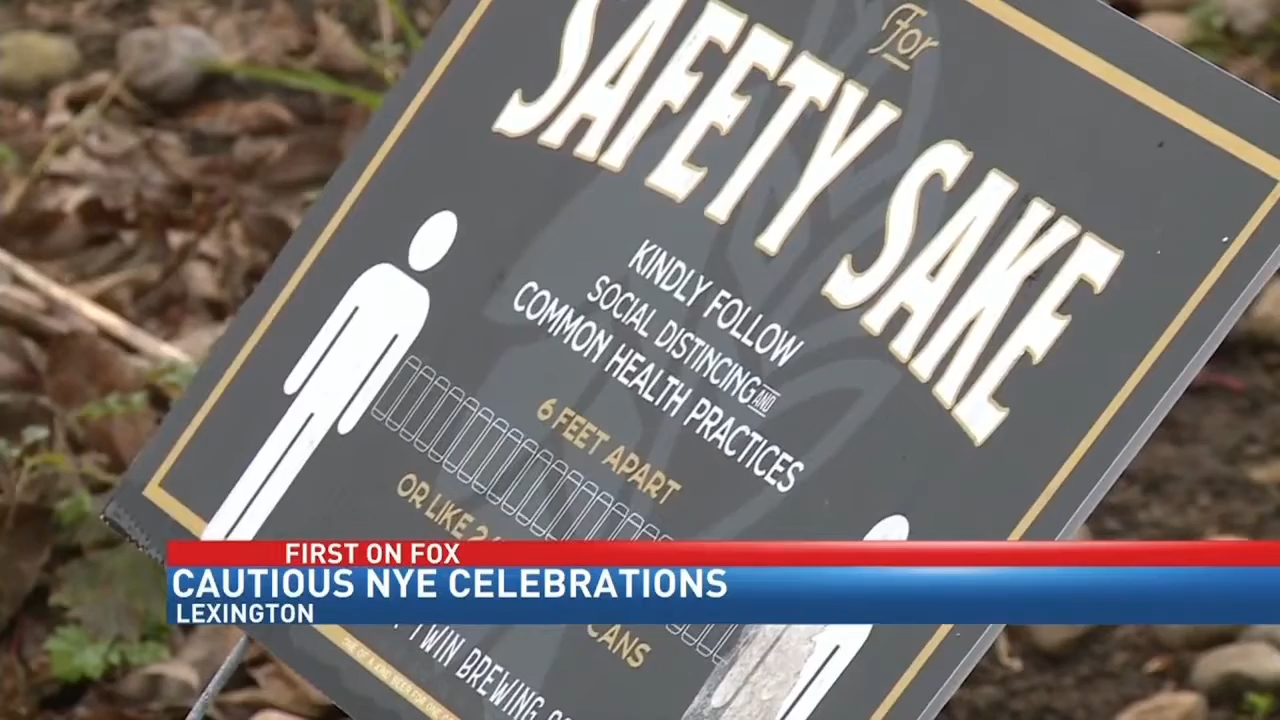 For
SAFETY SAKE
KINDLY FOLLOW
SOCIAL DISTINCING AND
COMMON HEALTH PRACTICES
6 FEET APART
OR LIKE
CANS
TWIN BREWING
FIRST ON FOX
CAUTIOUS NYE CELEBRATIONS
LEXINGTON